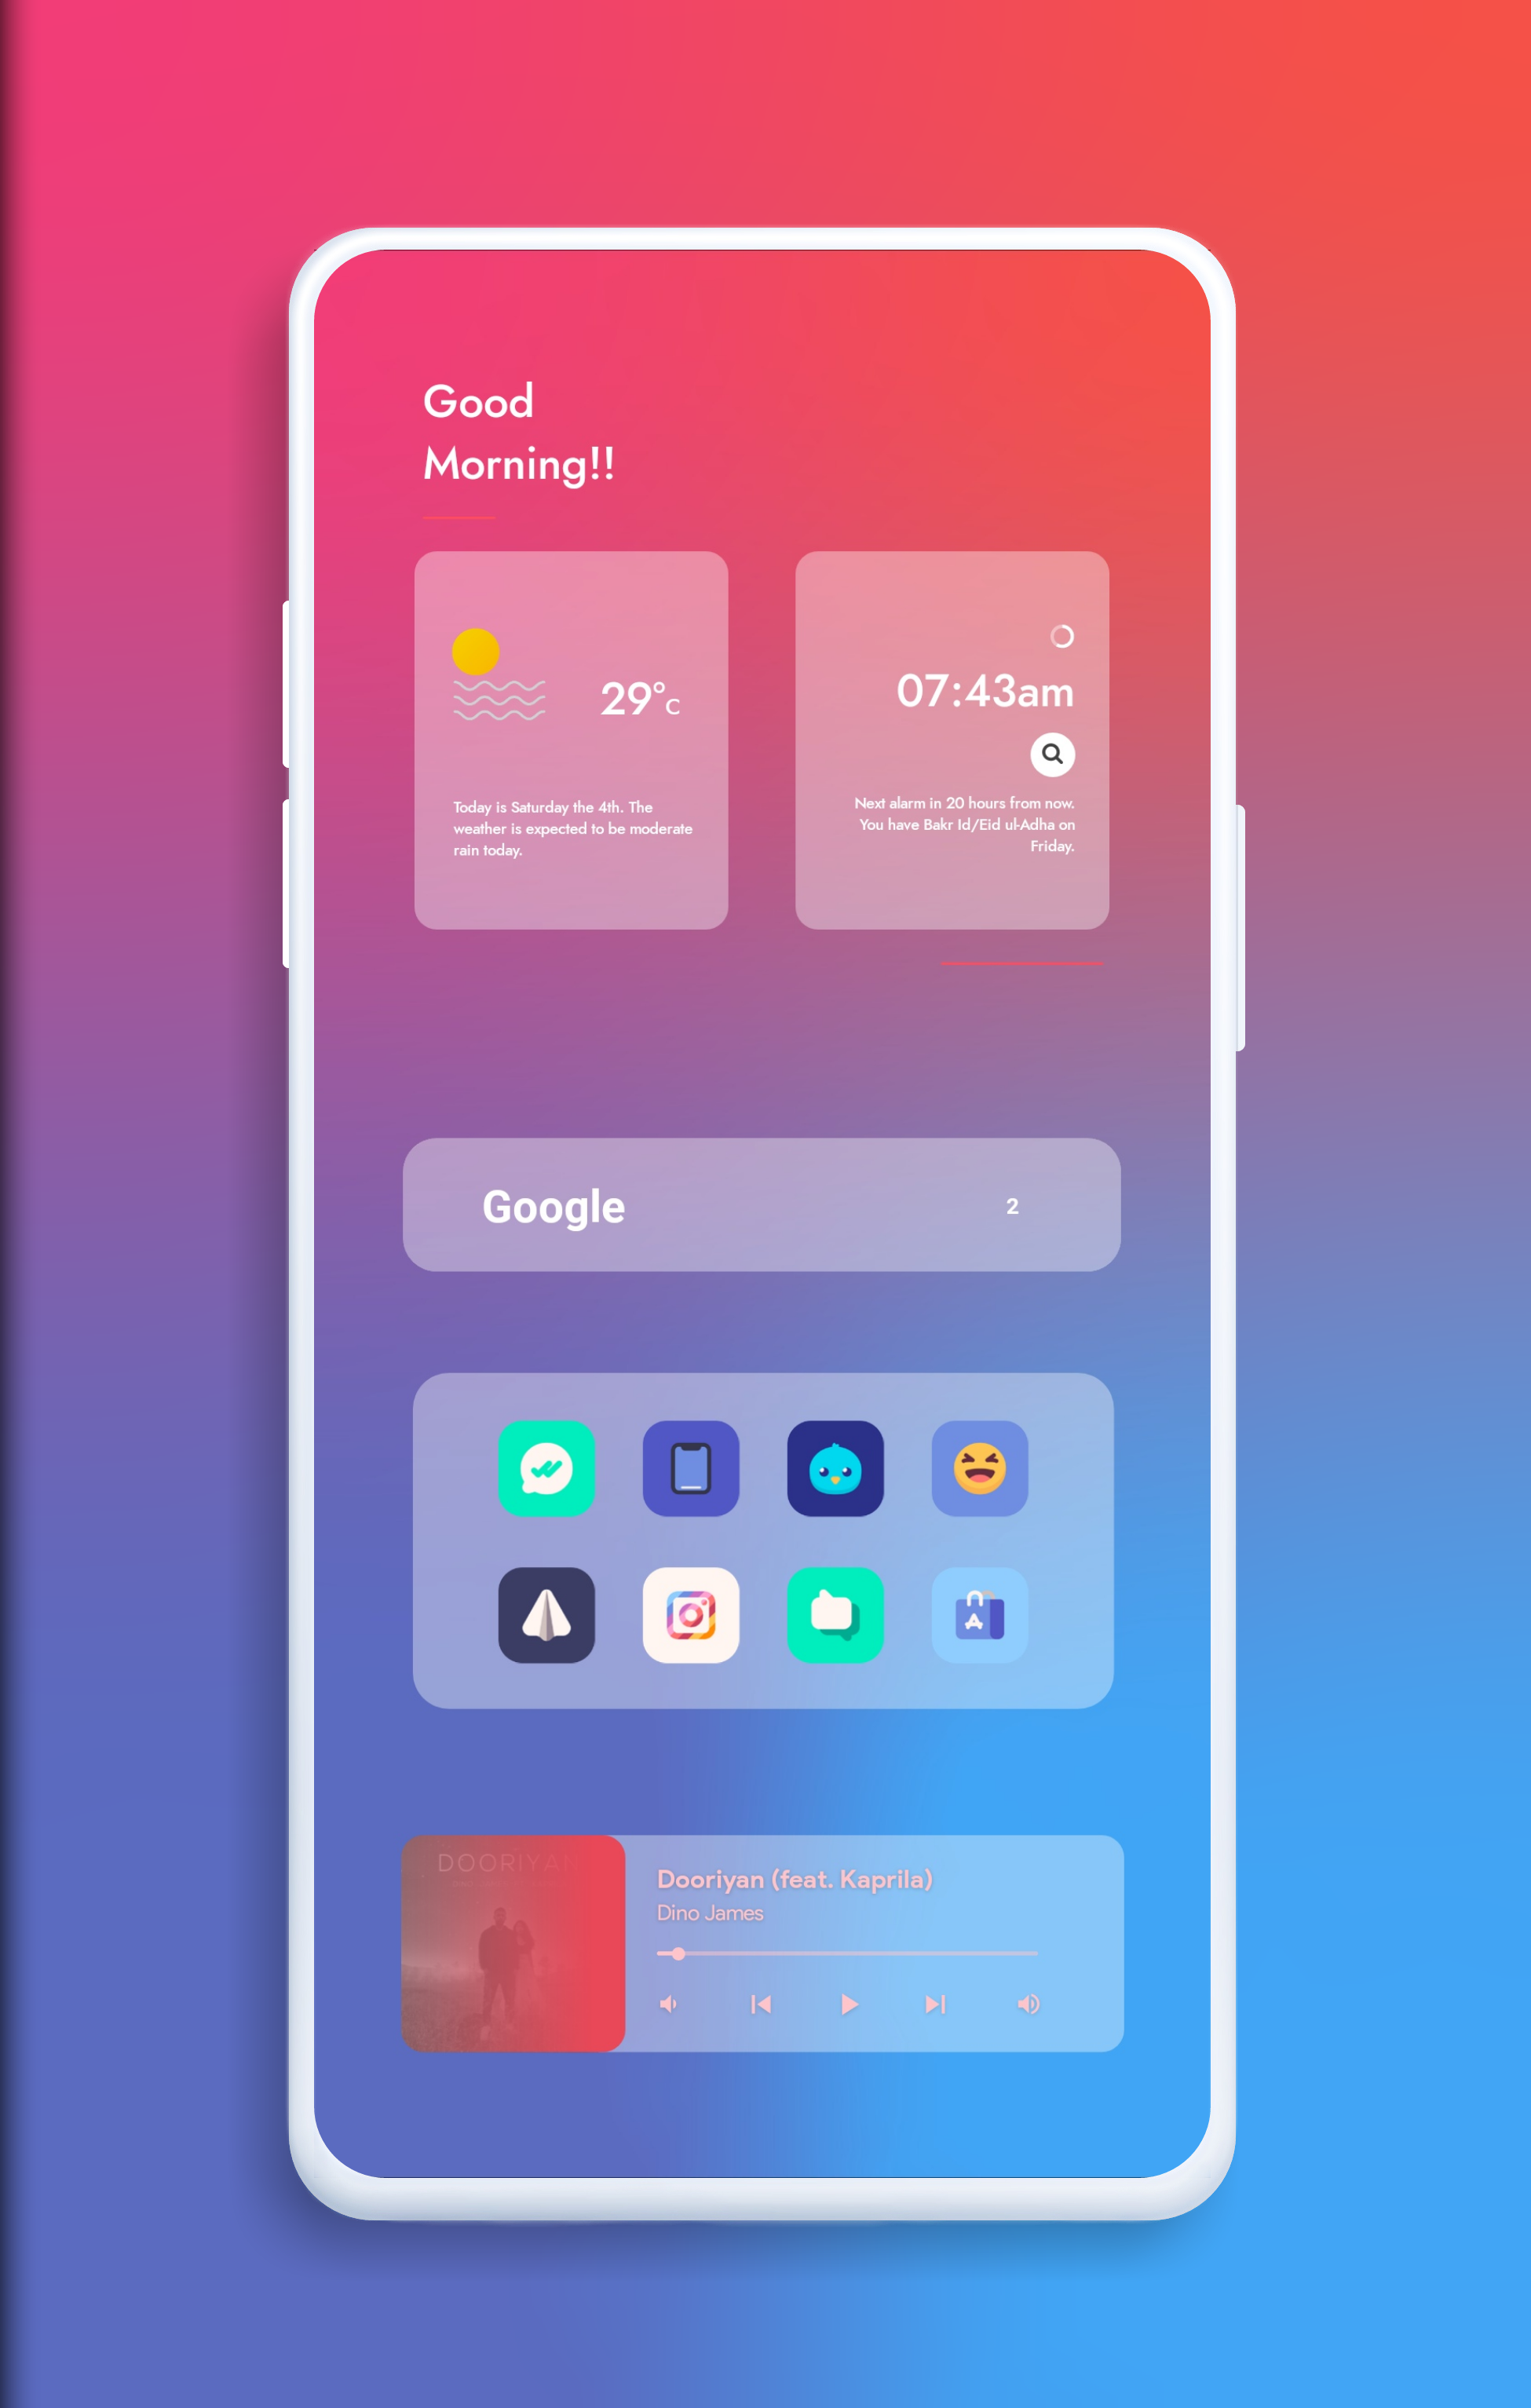 Good
Morning!!
29°C
Today is Saturday the 4th. The
weather is expected to be moderate
rain today.
07:43am
Next alarm in 20 hours from now.
You have Bakr Id/Eid ul-Adha on
Friday.
Google
2
A
DOORIYAN
Dooriyan (feat. Kaprila)
Dino James